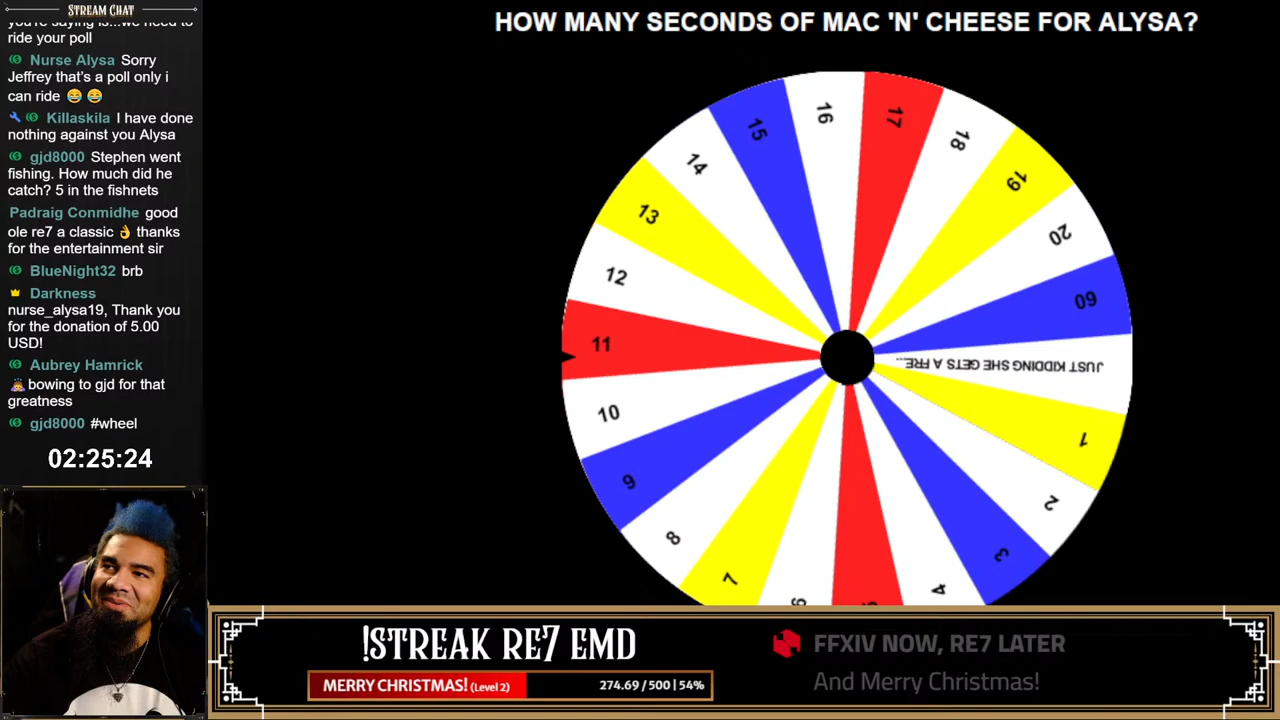 STREAM CHAT
you're saying is...we need to
ride your poll
Nurse Alysa Sorry
Jeffrey that's a poll only i
can ride 😂 😂
Killaskila I have done
nothing against you Alysa
gjd8000 Stephen went
fishing. How much did he
catch? 5 in the fishnets
Padraig Conmidhe good
ole re7 a classic 👌 thanks
for the entertainment sir
BlueNight32 brb
Darkness
nurse_alysa19, Thank you
for the donation of 5.00
USD!
Aubrey Hamrick
🙇 bowing to gjd for that
greatness
gjd8000 #wheel
02:25:24
HOW MANY SECONDS OF MAC 'N' CHEESE FOR ALYSA?
16
17
18
19
20
60
JUST KIDDING SHE GETS A FRE...
1
2
3
4
5
6
7
8
9
10
11
12
13
14
15
!STREAK RE7 EMD
MERRY CHRISTMAS! (Level 2) 274.69 / 500 | 54%
FFXIV NOW, RE7 LATER
And Merry Christmas!